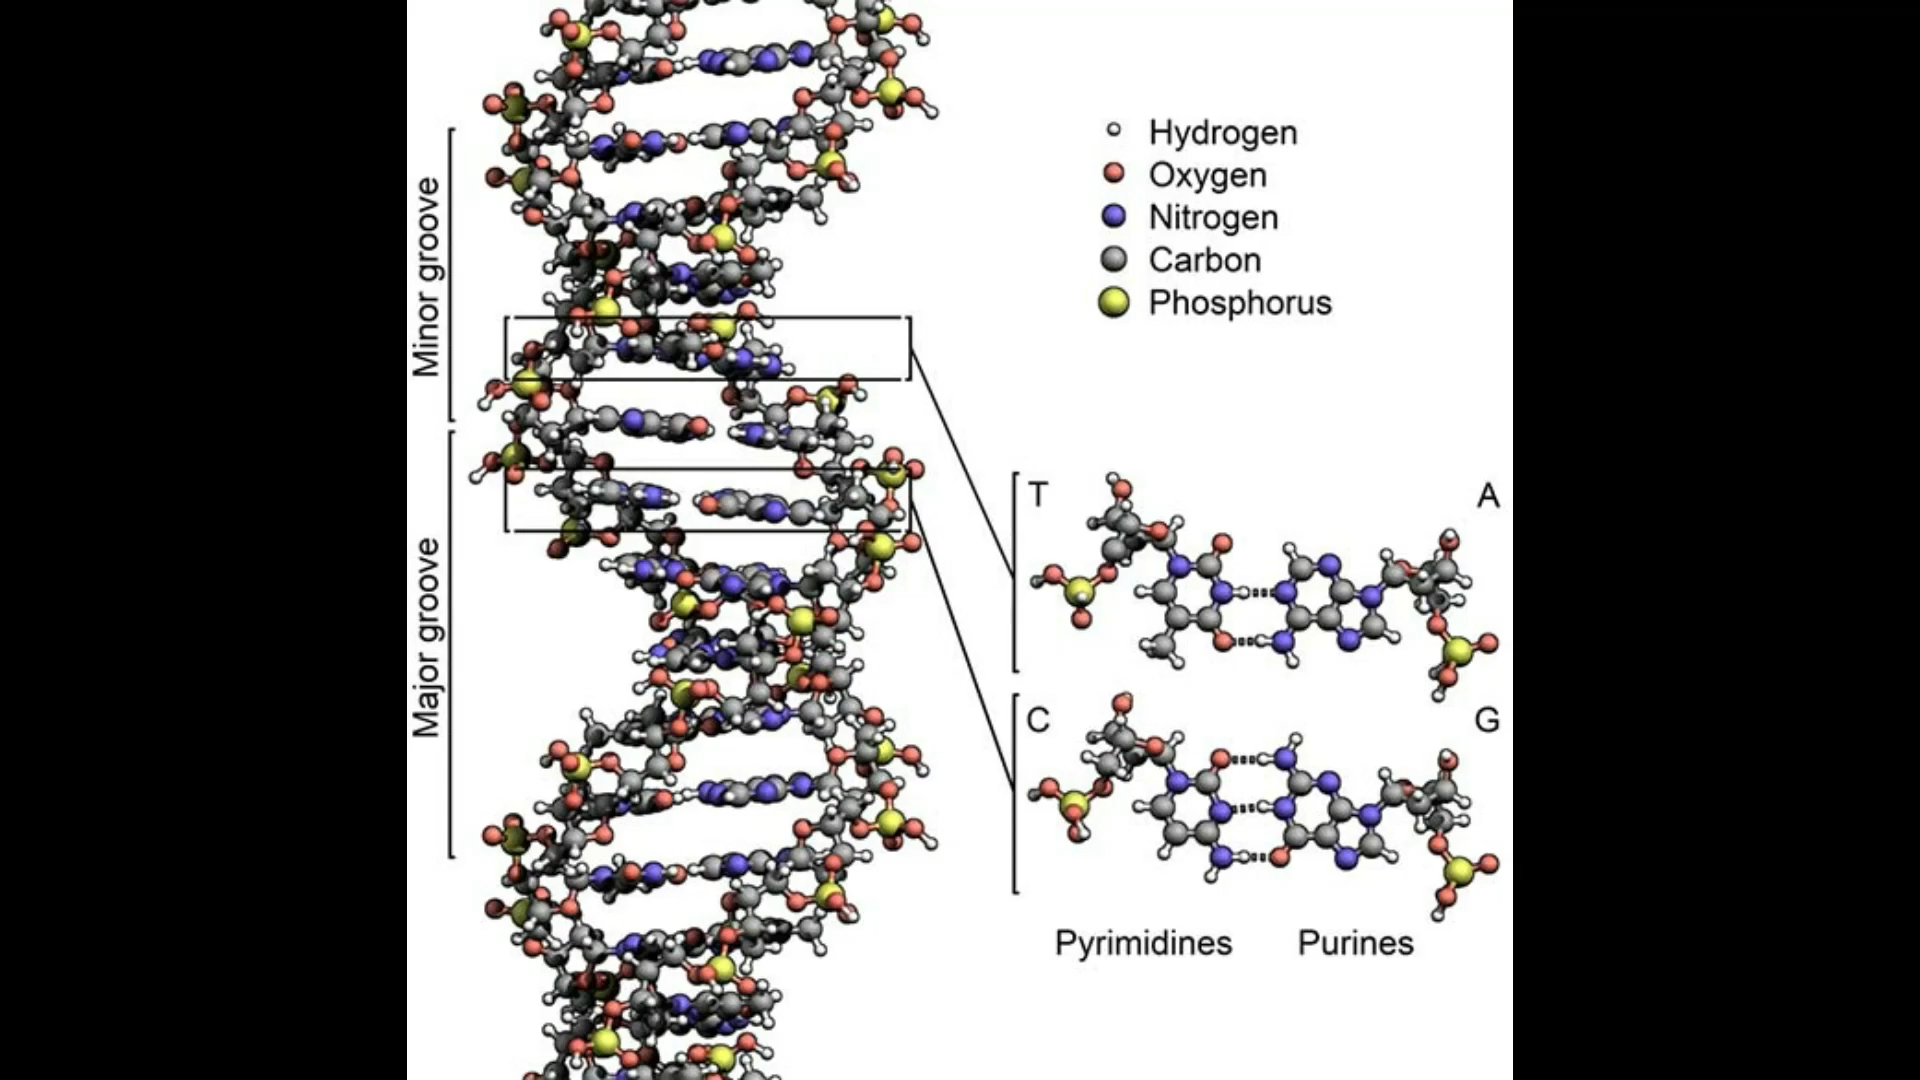 Hydrogen
Oxygen
Nitrogen
Carbon
Phosphorus
Minor groove
Major groove
T
A
C
G
Pyrimidines
Purines